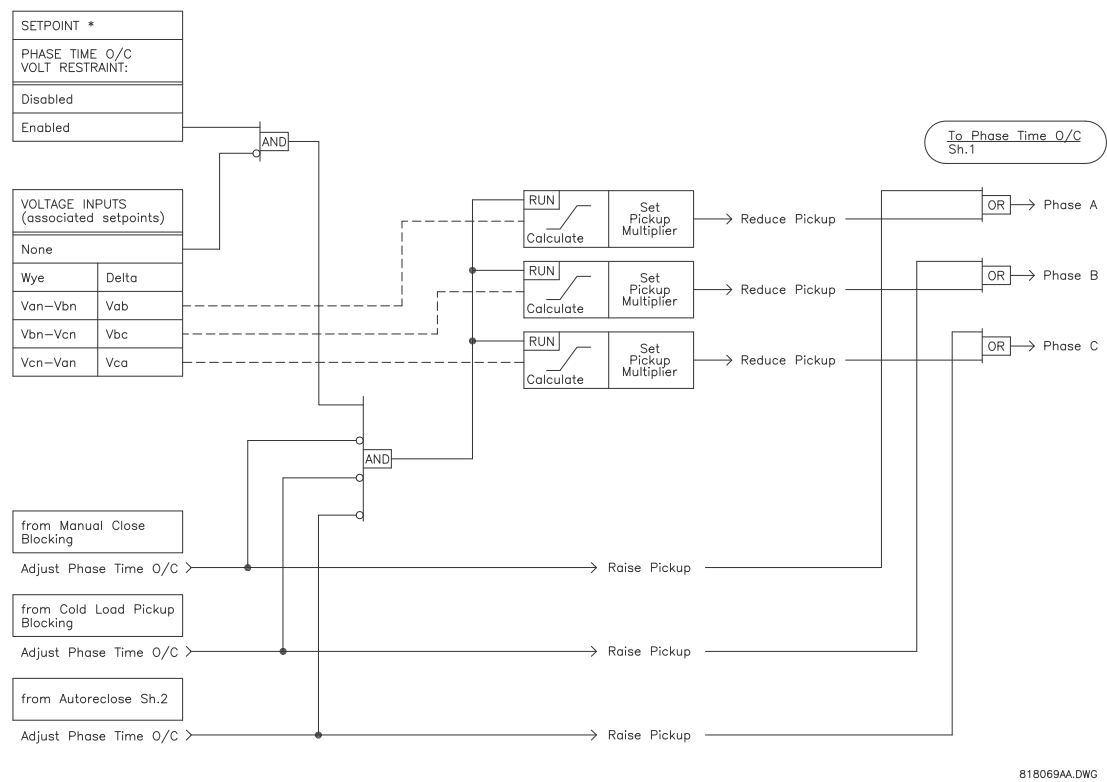 SETPOINT *
PHASE TIME O/C
VOLT RESTRAINT:
Disabled
Enabled
AND
To Phase Time O/C
Sh.1
VOLTAGE INPUTS
(associated setpoints)
None
Wye Delta
Van-Vbn Vab
Vbn-Vcn Vbc
Vcn-Van Vca
RUN
Calculate
Set
Pickup
Multiplier
Reduce Pickup
OR
Phase A
RUN
Calculate
Set
Pickup
Multiplier
Reduce Pickup
OR
Phase B
RUN
Calculate
Set
Pickup
Multiplier
Reduce Pickup
OR
Phase C
AND
from Manual Close
Blocking
Adjust Phase Time O/C
Raise Pickup
from Cold Load Pickup
Blocking
Adjust Phase Time O/C
Raise Pickup
from Autoreclose Sh.2
Adjust Phase Time O/C
Raise Pickup
818069AA.DWG